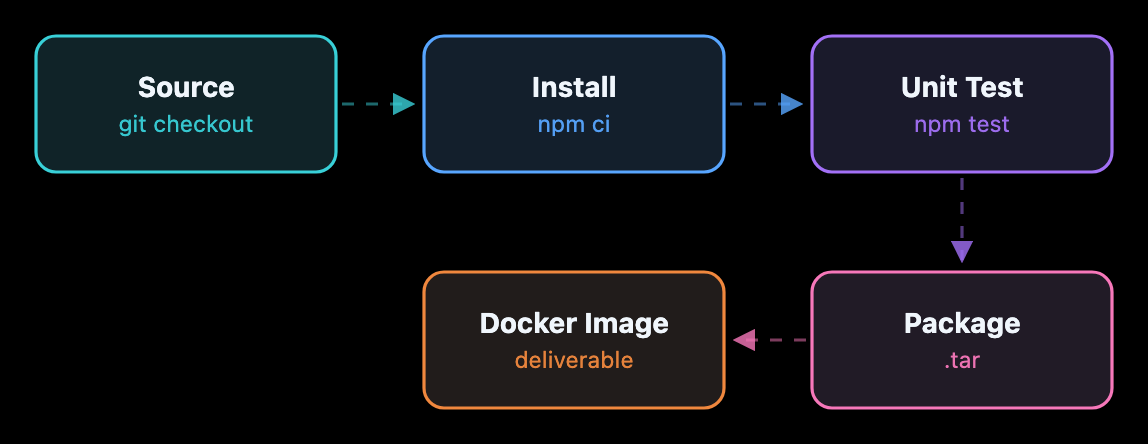 Source
git checkout
Install
npm ci
Unit Test
npm test
Docker Image
deliverable
Package
.tar